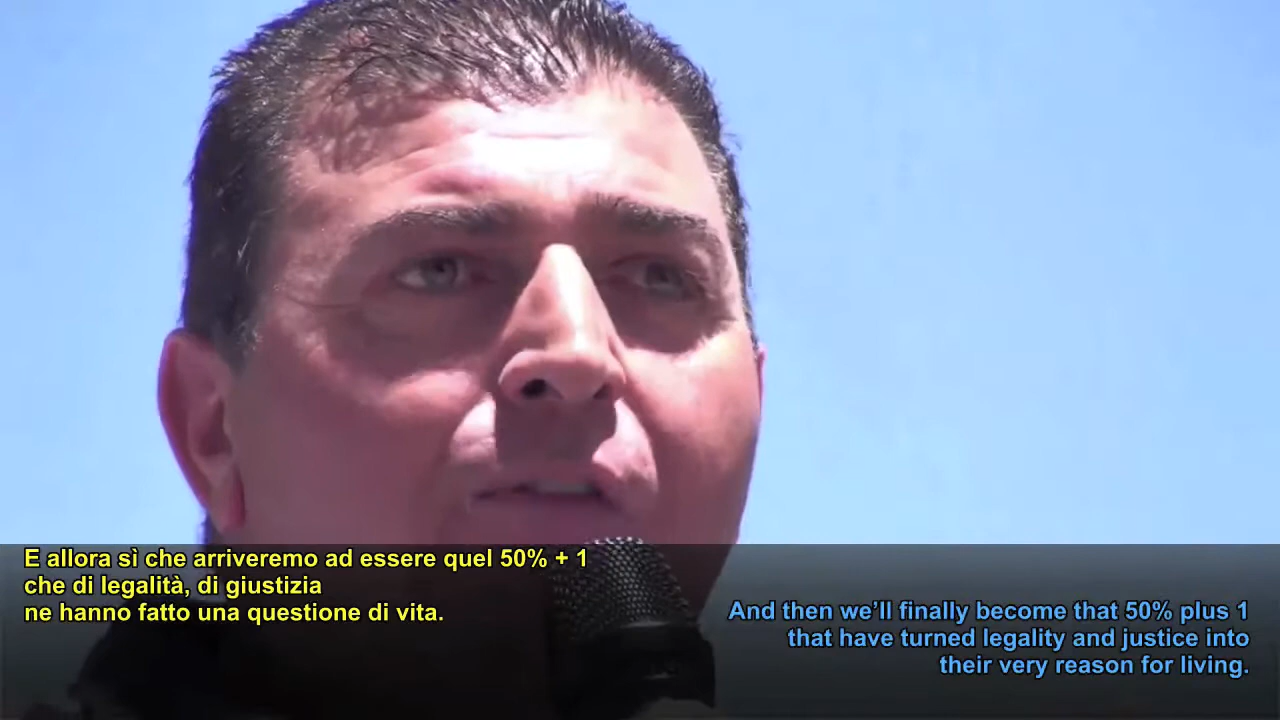 E allora sì che arriveremo ad essere quel 50% + 1
che di legalità, di giustizia
ne hanno fatto una questione di vita.
And then we’ll finally become that 50% plus 1
that have turned legality and justice into
their very reason for living.